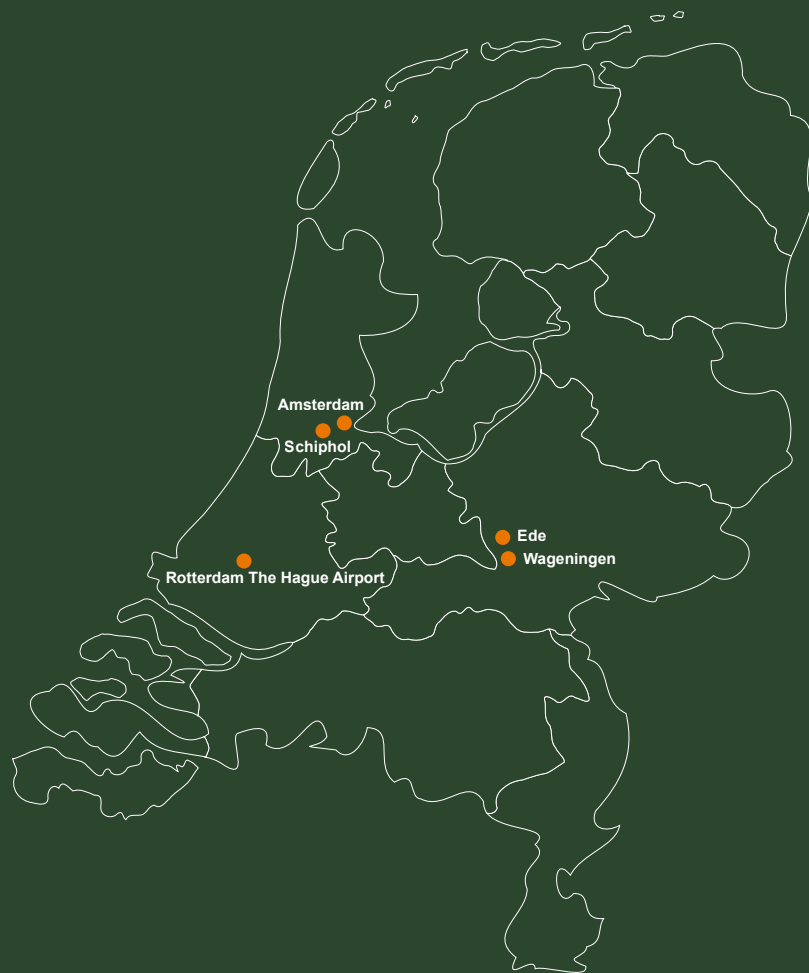 Amsterdam
Schiphol
Ede
Wageningen
Rotterdam The Hague Airport